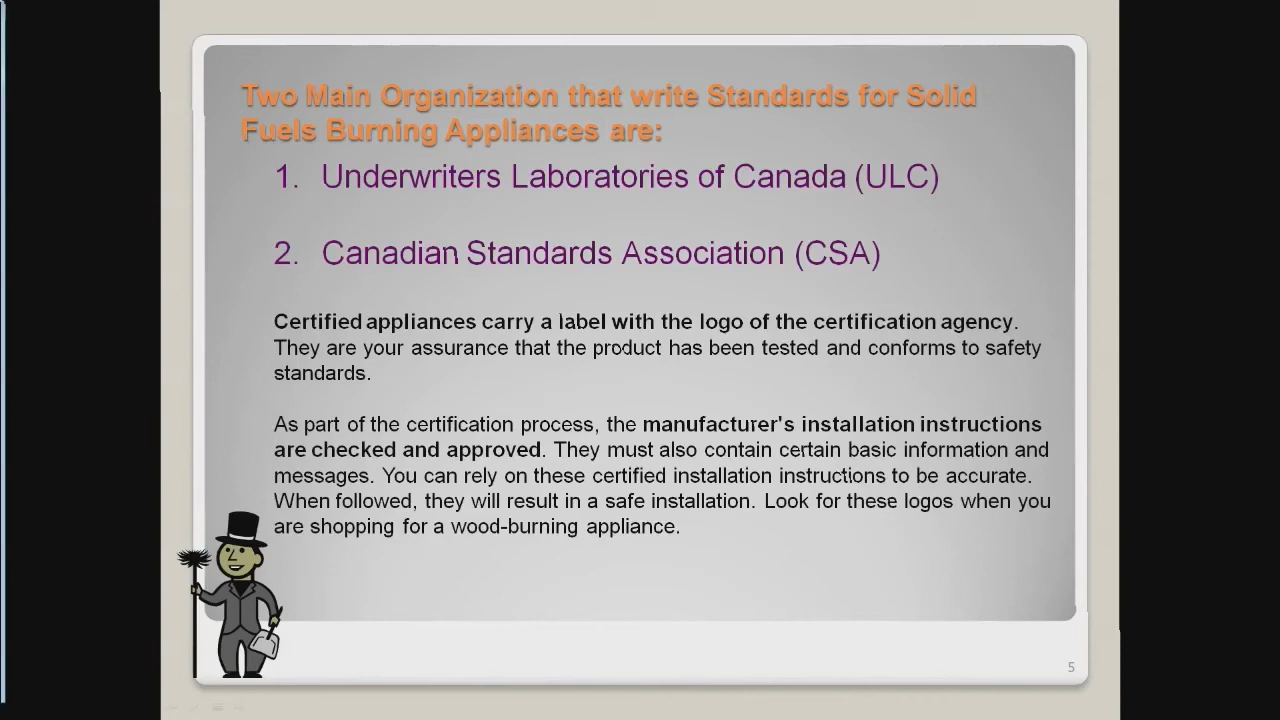 Two Main Organization that write Standards for Solid
Fuels Burning Appliances are:
1. Underwriters Laboratories of Canada (ULC)
2. Canadian Standards Association (CSA)
Certified appliances carry a label with the logo of the certification agency.
They are your assurance that the product has been tested and conforms to safety
standards.
As part of the certification process, the manufacturer's installation instructions
are checked and approved. They must also contain certain basic information and
messages. You can rely on these certified installation instructions to be accurate.
When followed, they will result in a safe installation. Look for these logos when you
are shopping for a wood-burning appliance.
5